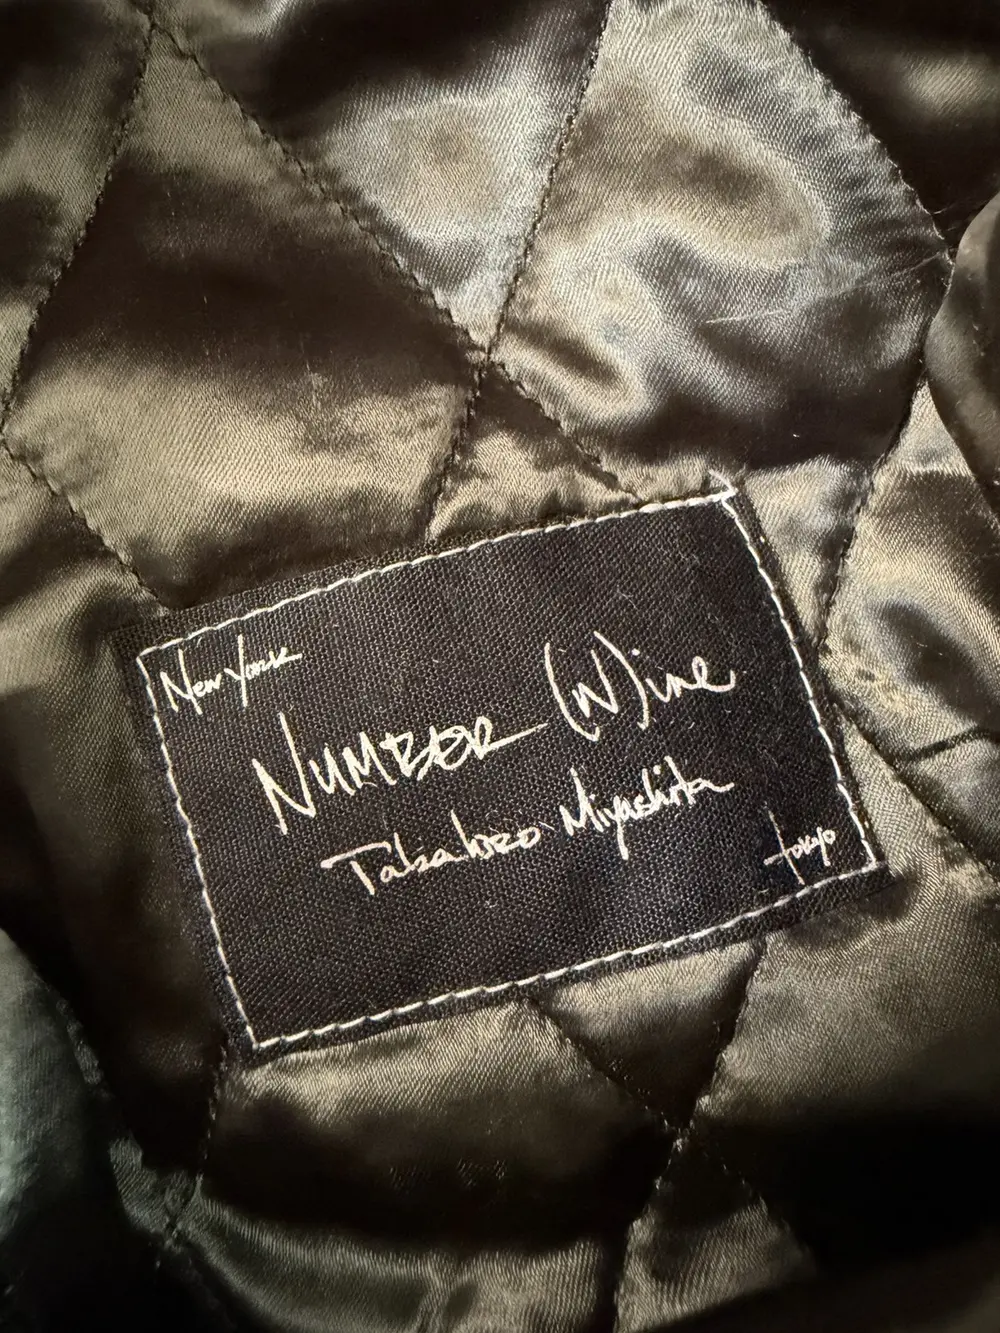 New York
NUMBER (N)ine
Takahiro Miyashita
tokyo